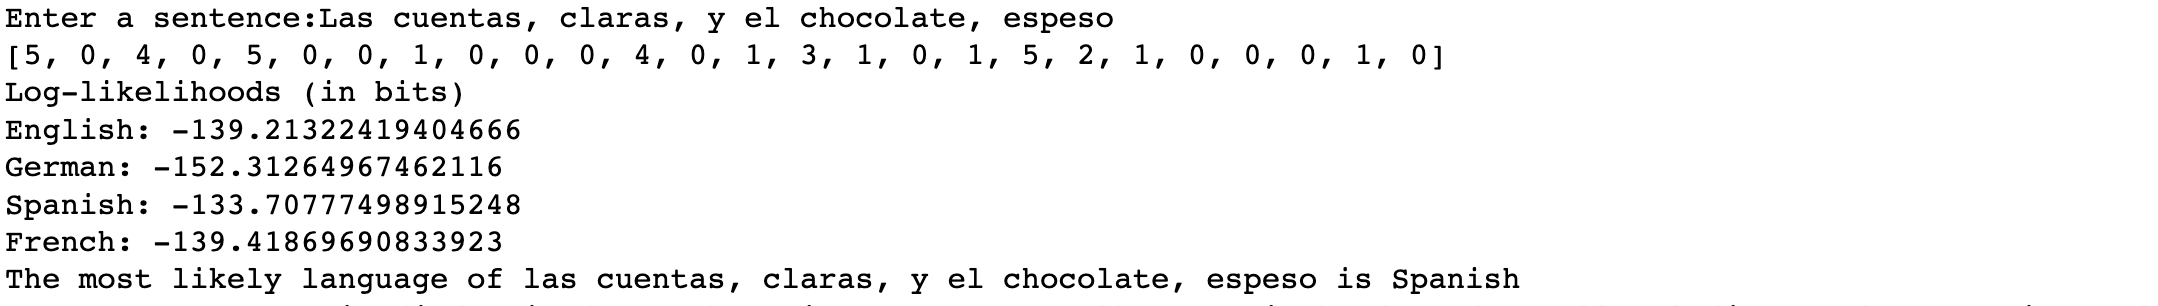 Enter a sentence:Las cuentas, claras, y el chocolate, espeso
[5, 0, 4, 0, 5, 0, 0, 1, 0, 0, 0, 4, 0, 1, 3, 1, 0, 1, 5, 2, 1, 0, 0, 0, 1, 0]
Log-likelihoods (in bits)
English: -139.21322419404666
German: -152.31264967462116
Spanish: -133.70777498915248
French: -139.41869690833923
The most likely language of las cuentas, claras, y el chocolate, espeso is Spanish